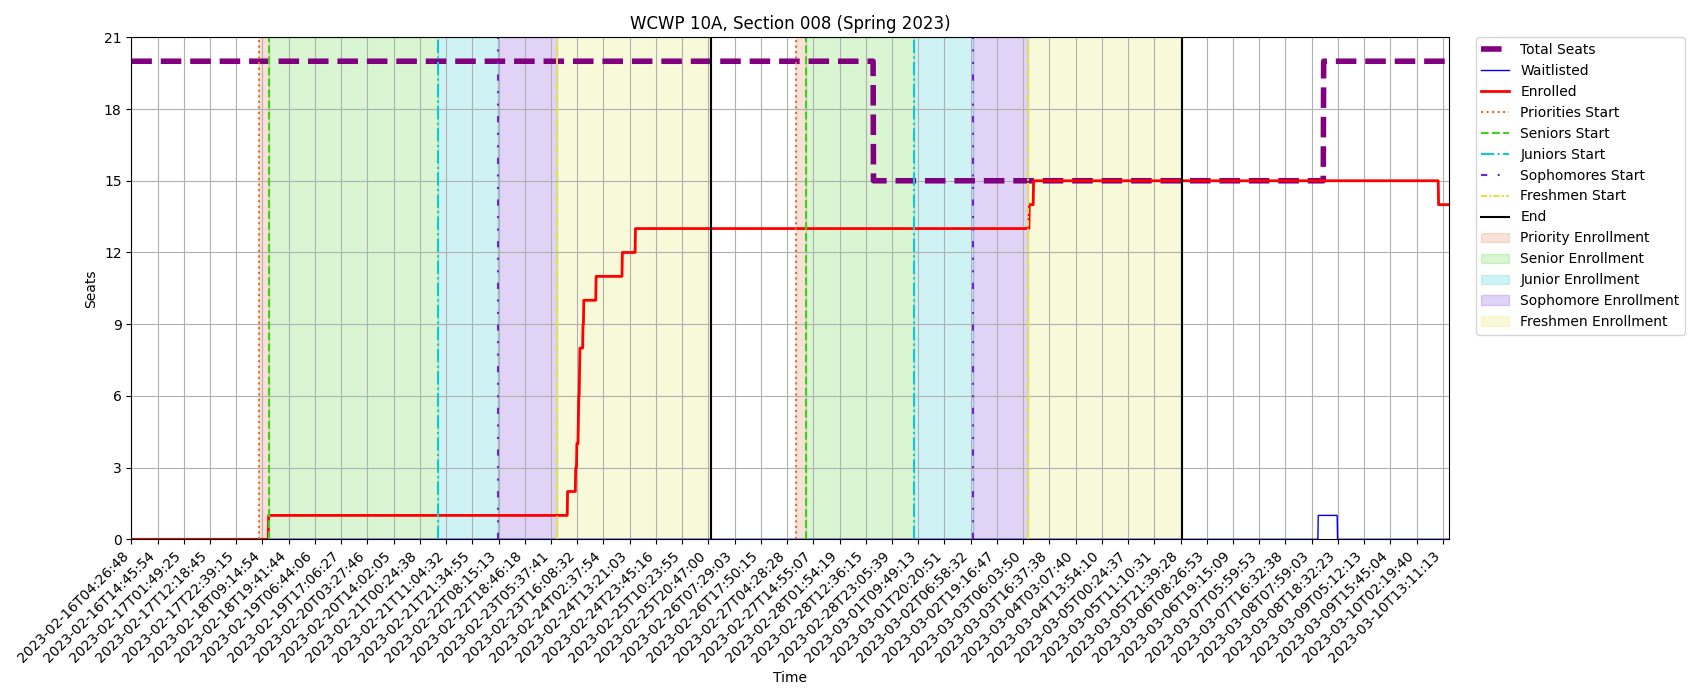 WCWP 10A, Section 008 (Spring 2023)
21
18
15
12
9
6
3
0
Seats
2023-02-16T04:26:48
2023-02-16T14:45:54
2023-02-17T01:49:25
2023-02-17T12:18:45
2023-02-17T22:39:15
2023-02-18T09:14:54
2023-02-18T19:41:44
2023-02-19T06:44:06
2023-02-19T17:06:27
2023-02-20T03:27:46
2023-02-20T14:02:05
2023-02-21T00:24:38
2023-02-21T11:04:32
2023-02-21T21:34:55
2023-02-22T08:15:13
2023-02-22T18:46:18
2023-02-23T05:37:41
2023-02-23T16:08:32
2023-02-24T02:37:54
2023-02-24T13:21:03
2023-02-24T23:45:16
2023-02-25T10:23:55
2023-02-25T20:47:00
2023-02-26T07:29:03
2023-02-26T17:50:15
2023-02-27T04:28:28
2023-02-27T14:55:07
2023-02-28T01:54:19
2023-02-28T12:36:15
2023-02-28T23:05:39
2023-03-01T09:49:13
2023-03-01T20:20:51
2023-03-02T06:58:32
2023-03-02T19:16:47
2023-03-03T06:03:50
2023-03-03T16:37:38
2023-03-04T03:07:40
2023-03-04T13:54:10
2023-03-05T00:24:37
2023-03-05T11:10:31
2023-03-05T21:39:28
2023-03-06T08:26:53
2023-03-06T19:15:09
2023-03-07T05:59:53
2023-03-07T16:32:38
2023-03-08T07:59:03
2023-03-08T18:32:23
2023-03-09T05:12:13
2023-03-09T15:45:04
2023-03-10T02:19:40
2023-03-10T13:11:13
Time
Total Seats
Waitlisted
Enrolled
Priorities Start
Seniors Start
Juniors Start
Sophomores Start
Freshmen Start
End
Priority Enrollment
Senior Enrollment
Junior Enrollment
Sophomore Enrollment
Freshmen Enrollment